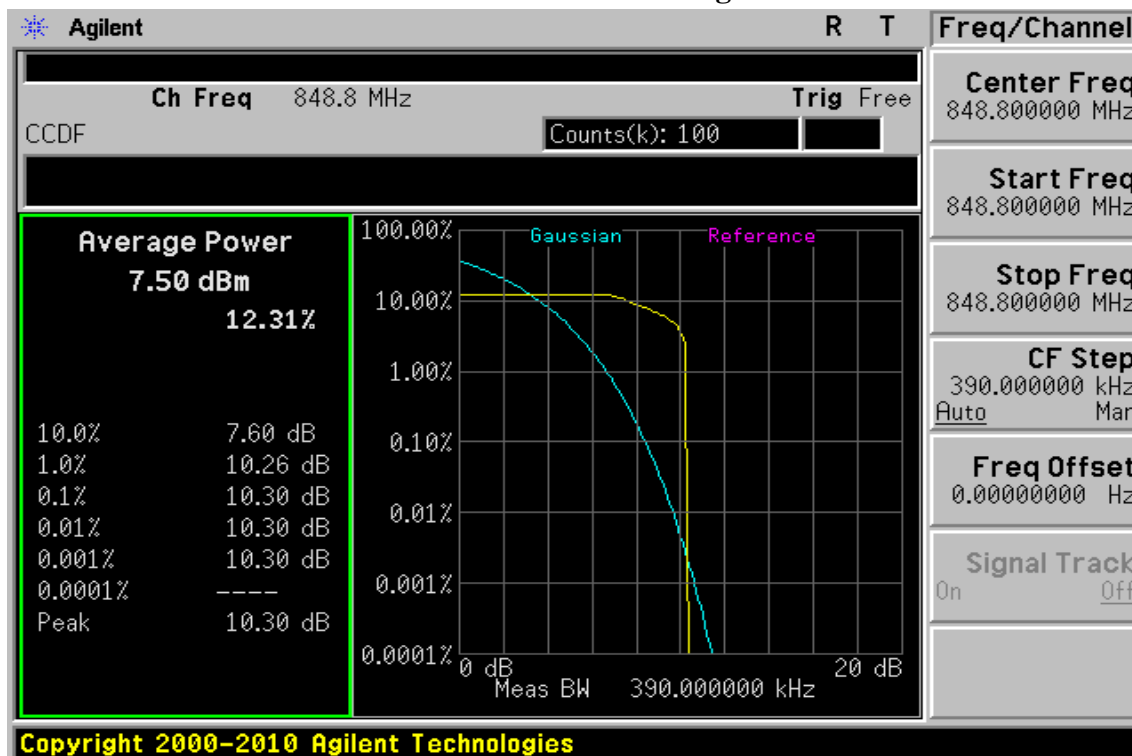 Agilent R T
Freq/Channel
Ch Freq 848.8 MHz Trig Free
CCDF Counts(k): 100
Center Freq
848.800000 MHz
Start Freq
848.800000 MHz
Stop Freq
848.800000 MHz
CF Step
390.000000 kHz
Auto Man
Freq Offset
0.00000000 Hz
Signal Track
On Off
Average Power
7.50 dBm
12.31%
10.0% 7.60 dB
1.0% 10.26 dB
0.1% 10.30 dB
0.01% 10.30 dB
0.001% 10.30 dB
0.0001% ----
Peak 10.30 dB
Gaussian Reference
100.00%
10.00%
1.00%
0.10%
0.01%
0.001%
0.0001%
0 dB 20 dB
Meas BW 390.000000 kHz
Copyright 2000-2010 Agilent Technologies